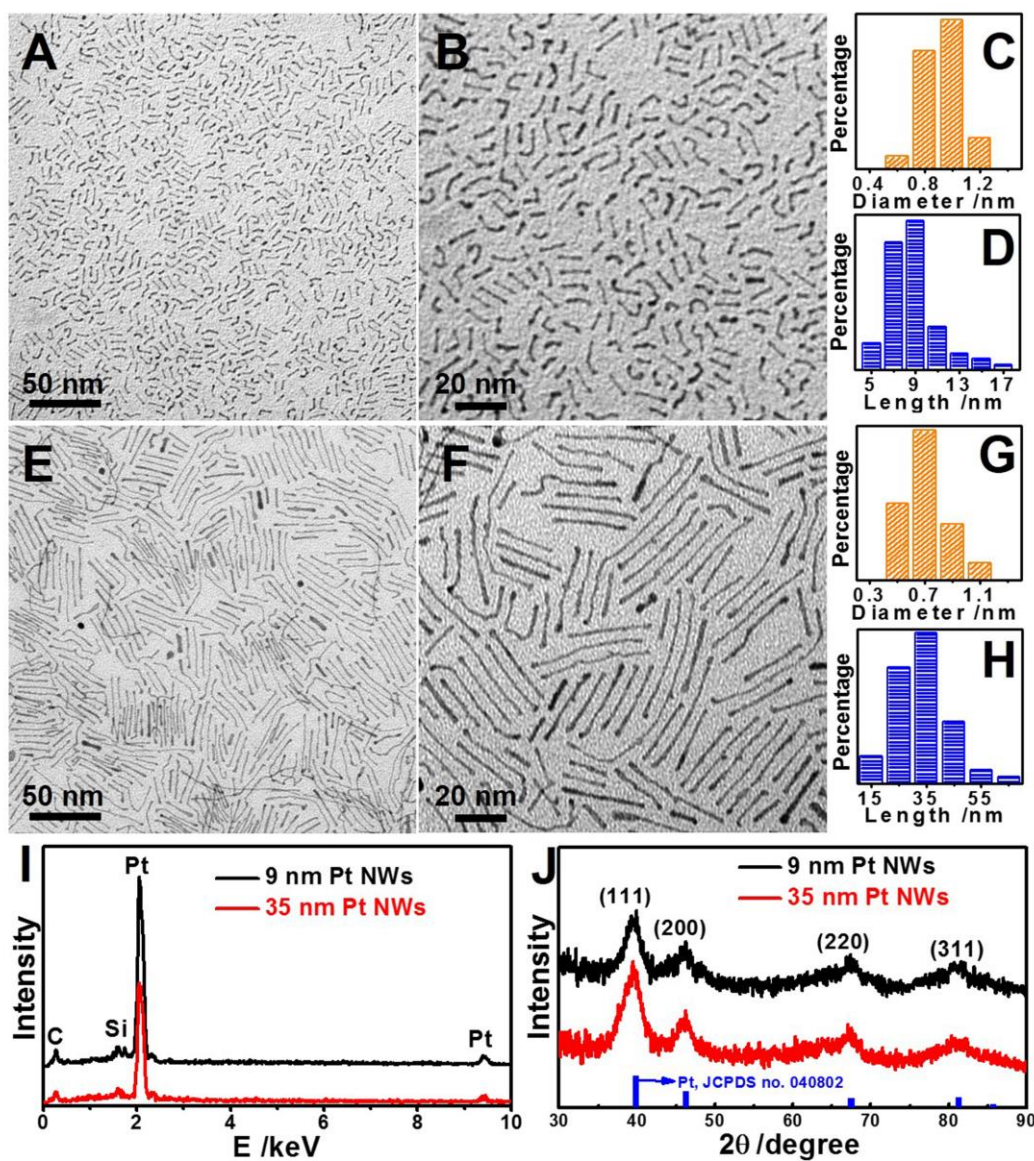 A
50 nm
B
20 nm
C
Percentage
0.4 0.8 1.2
Diameter /nm
D
Percentage
5 9 13 17
Length /nm
E
50 nm
F
20 nm
G
Percentage
0.3 0.7 1.1
Diameter /nm
H
Percentage
15 35 55
Length /nm
I
Pt
9 nm Pt NWs
35 nm Pt NWs
Intensity
C
Si
Pt
0 2 4 6 8 10
E /keV
J
9 nm Pt NWs
35 nm Pt NWs
(111)
(200)
(220)
(311)
Intensity
Pt, JCPDS no. 040802
30 40 50 60 70 80 90
2θ /degree